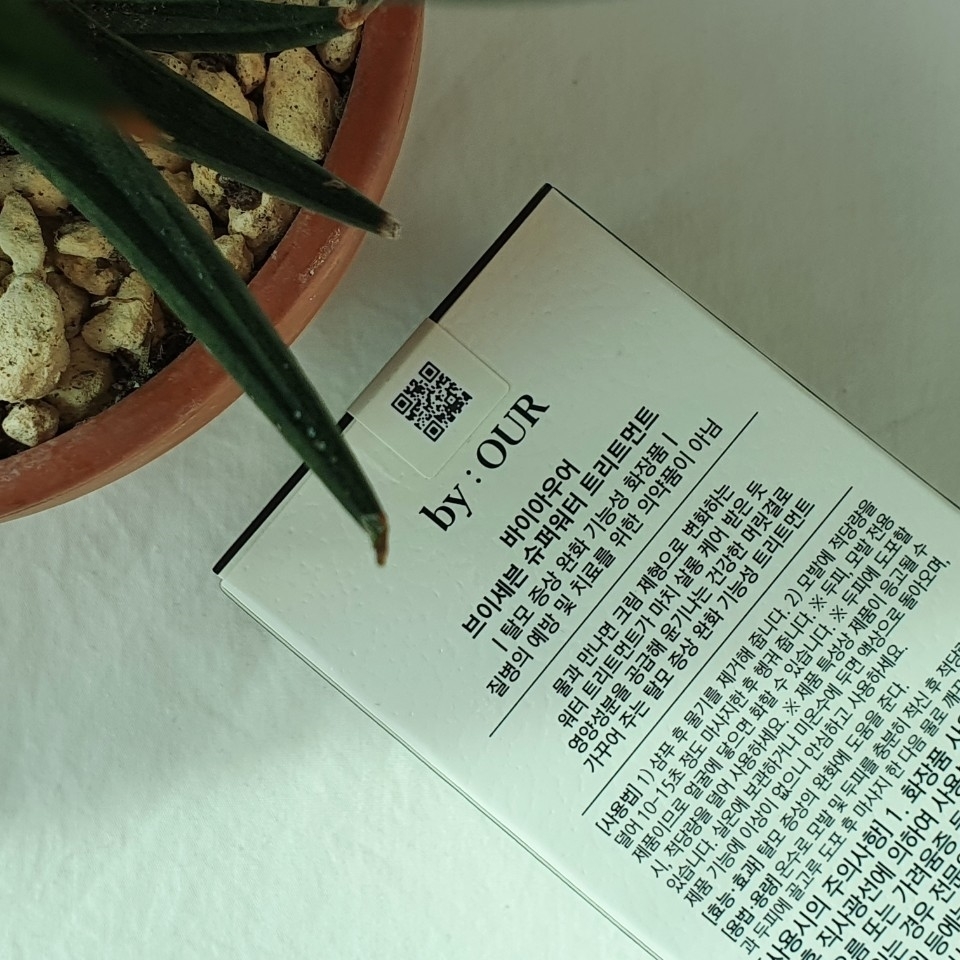 by : OUR
바이아우어
브이세븐 슈퍼워터 트리트먼트
| 탈모 증상 완화 기능성 화장품 |
질병의 예방 및 치료를 위한 의약품이 아님
물과 만나면 크림 제형으로 변화하는
워터 트리트먼트가 마치 살롱 케어 받은 듯
영양성분을 공급해 윤기나는 건강한 머릿결로
가꾸어 주는 탈모 증상 완화 기능성 트리트먼트
[사용법] 1) 샴푸 후 물기를 제거해 줍니다. 2) 모발에 적당량을
덜어 10~15초 정도 마사지한 후 헹궈 줍니다. ※ 두피, 모발 전용
제품이므로 얼굴에 닿으면 화할 수 있습니다. ※ 두피에 도포할
시, 적당량을 덜어 사용하세요. ※ 제품 특성상 제품이 응고될 수
있습니다. 실온에 보관하거나 미온수에 두면 액상으로 돌아오며,
제품 기능에 이상이 없으니 안심하고 사용하세요.
[효능·효과] 탈모 증상의 완화에 도움을 준다.
[용법·용량] 온수로 모발 및 두피를 충분히 적신 후 적당
과 두피에 골고루 도포 후 마사지 한 다음 물로 깨
사용시의 주의사항] 1. 화장품 사
후 직사광선에 의하여 사용
또는 가려움증
경우 전문